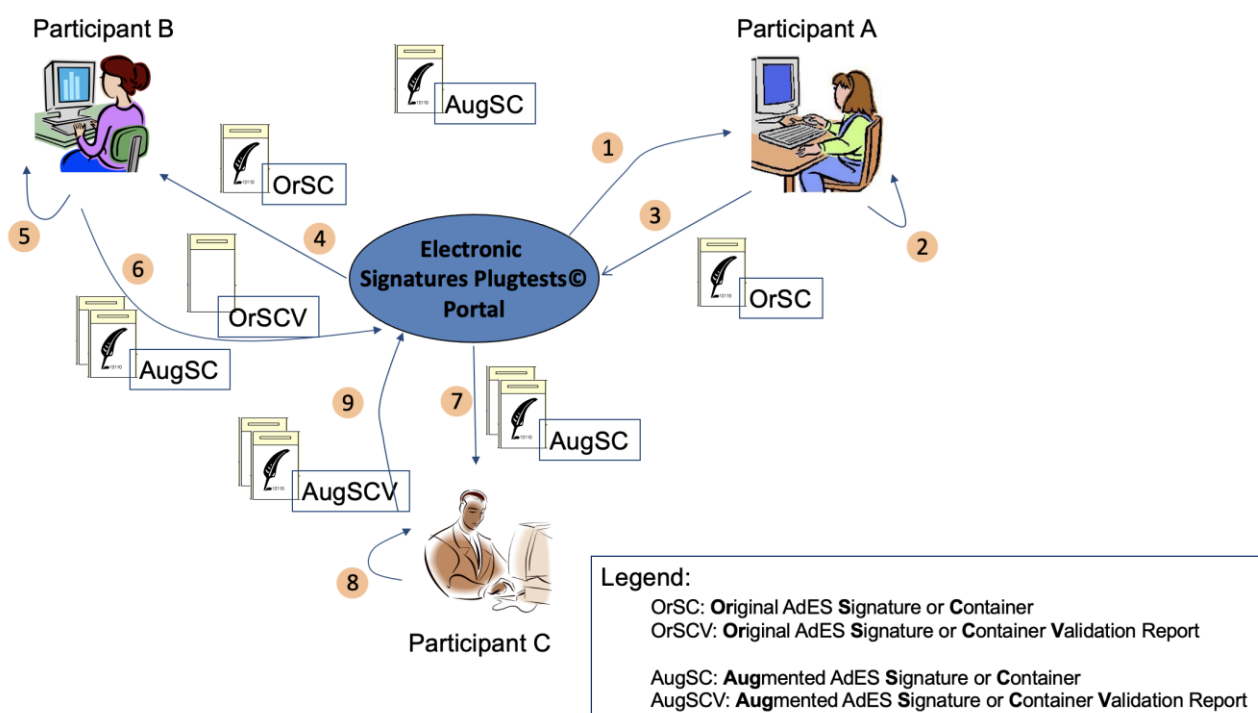 Participant B
Participant A
AugSC
1
OrSC
3
5
4
2
6
Electronic
Signatures Plugtests©
Portal
OrSC
OrSCV
AugSC
9
7
AugSC
AugSCV
8
Participant C
Legend:
OrSC: Original AdES Signature or Container
OrSCV: Original AdES Signature or Container Validation Report
AugSC: Augmented AdES Signature or Container
AugSCV: Augmented AdES Signature or Container Validation Report